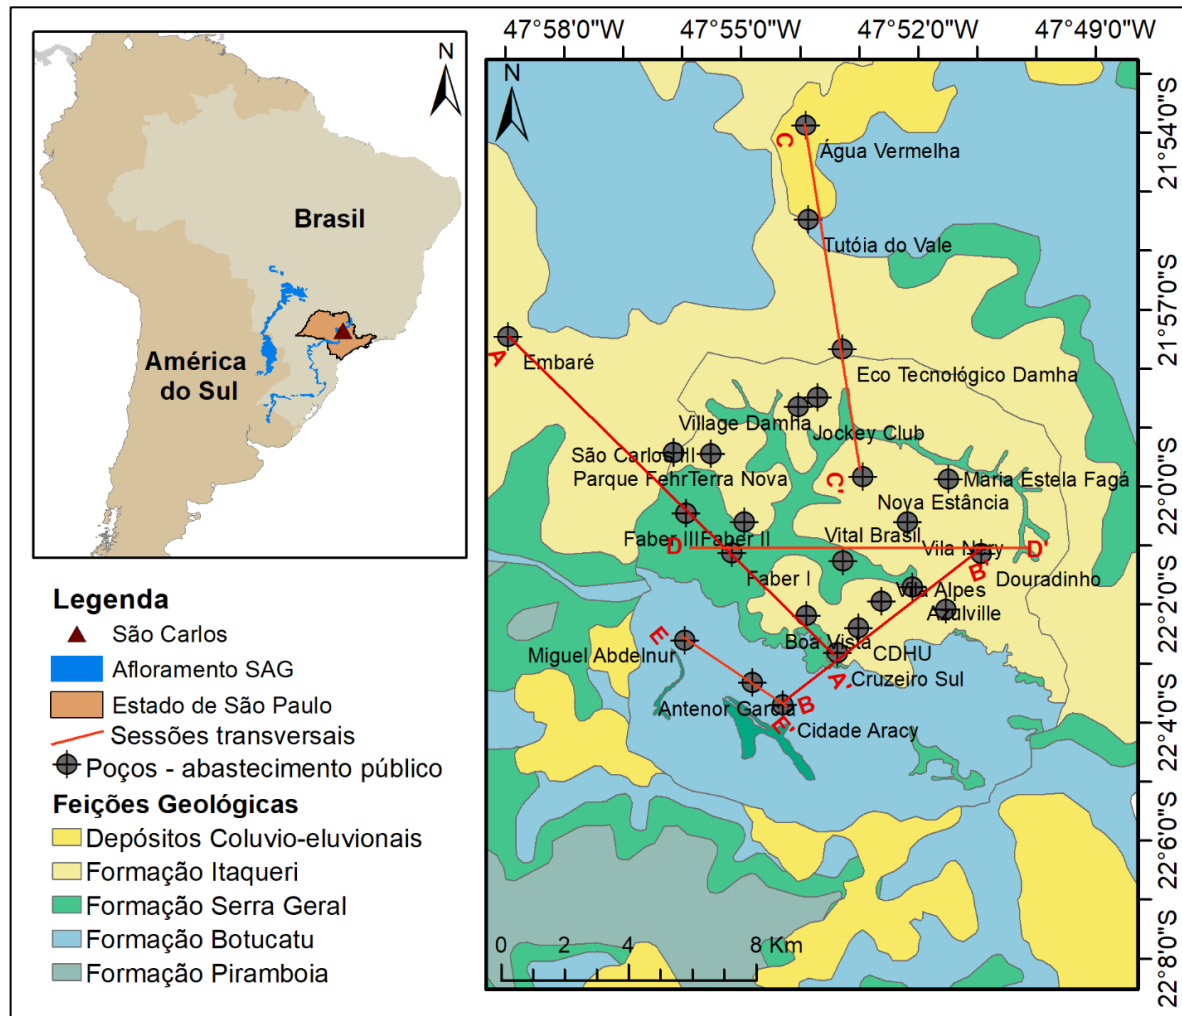 N
Brasil
América
do Sul
Legenda
São Carlos
Afloramento SAG
Estado de São Paulo
Sessões transversais
Poços - abastecimento público
Feições Geológicas
Depósitos Coluvio-eluvionais
Formação Itaqueri
Formação Serra Geral
Formação Botucatu
Formação Piramboia
47°58'0"W
47°55'0"W
47°52'0"W
47°49'0"W
N
C
Água Vermelha
Tutóia do Vale
A
Embaré
Eco Tecnológico Damha
Village Damha
Jockey Club
São Carlos III
Parque Fehr
Terra Nova
C'
Maria Estela Fagá
Nova Estância
Faber III
Faber II
Vital Brasil
Vila Nery
D
D'
B'
Faber I
Douradinho
Vila Alpes
Azulville
E
Miguel Abdelnur
Boa Vista
CDHU
A'
Cruzeiro Sul
Antenor Garcia
B
E'
Cidade Aracy
0
2
4
8 Km
21°54'0"S
21°57'0"S
22°0'0"S
22°2'0"S
22°4'0"S
22°6'0"S
22°8'0"S